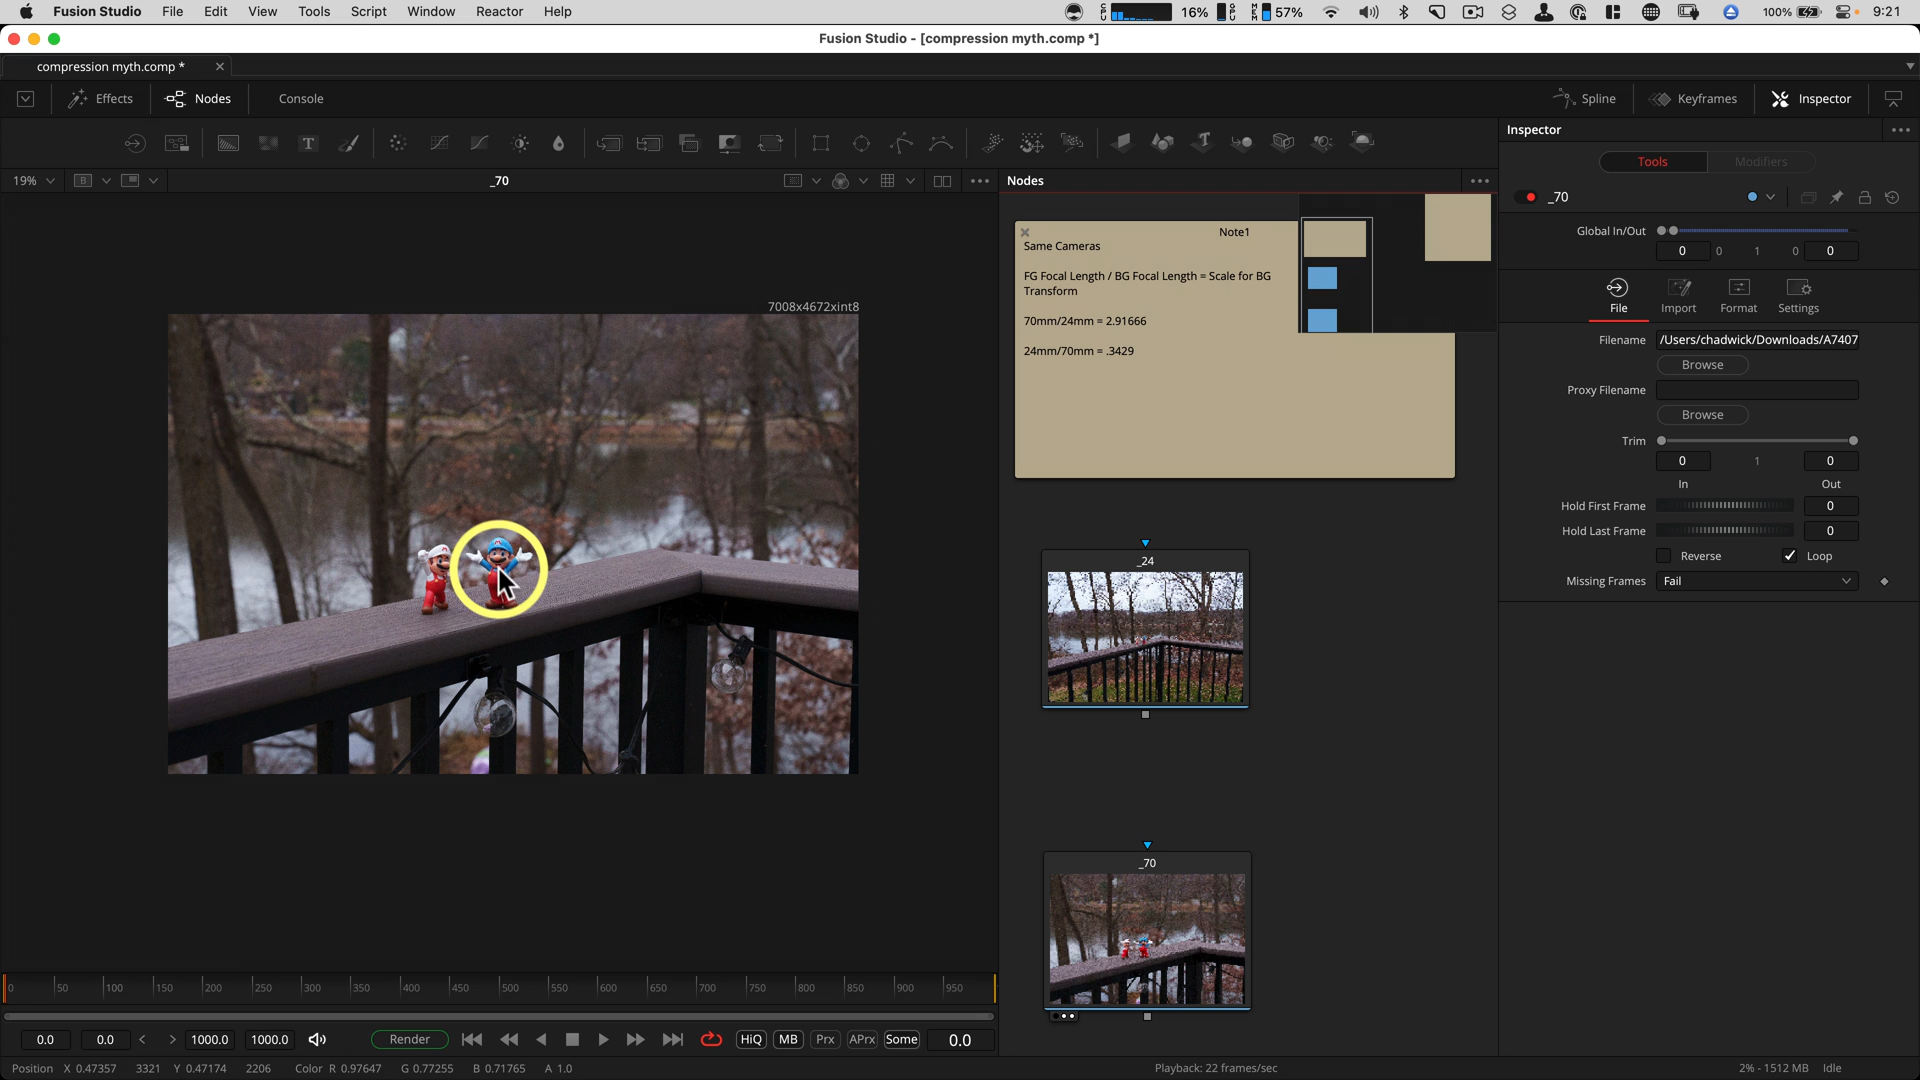 Fusion Studio File Edit View Tools Script Window Reactor Help
CPU 16% GPU MEM 57% 100% 9:21
Fusion Studio - [compression myth.comp *]
compression myth.comp *
Effects Nodes Console Spline Keyframes Inspector
Inspector
Tools Modifiers
19% B _70 Nodes
_70
Global In/Out
0 0 1 0 0
File Import Format Settings
Filename /Users/chadwick/Downloads/A7407
Browse
Proxy Filename
Browse
Trim
0 1 0
In Out
Hold First Frame 0
Hold Last Frame 0
Reverse Loop
Missing Frames Fail
7008x4672xint8
Note1
Same Cameras
FG Focal Length / BG Focal Length = Scale for BG
Transform
70mm/24mm = 2.91666
24mm/70mm = .3429
_24
_70
0 50 100 150 200 250 300 350 400 450 500 550 600 650 700 750 800 850 900 950
0.0 0.0 1000.0 1000.0 Render HiQ MB Prx APrx Some 0.0
Position X 0.47357 3321 Y 0.47174 2206 Color R 0.97647 G 0.77255 B 0.71765 A 1.0
Playback: 22 frames/sec
2% - 1512 MB Idle